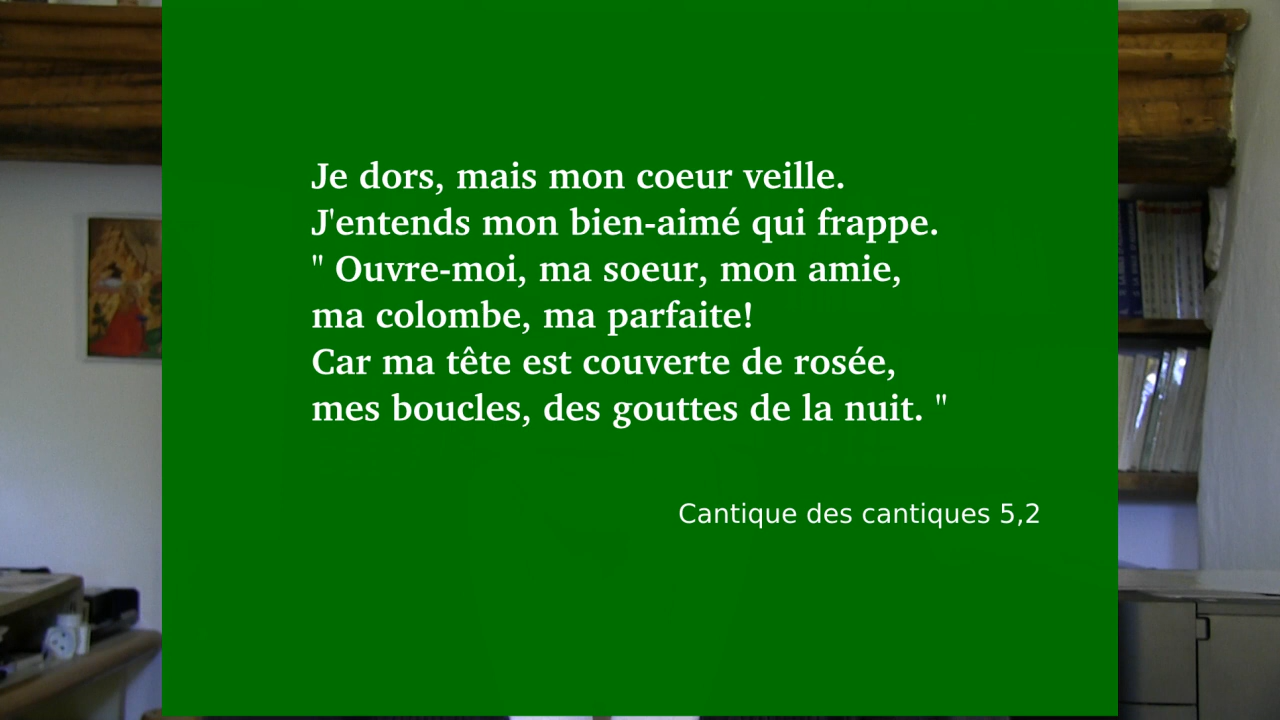 Je dors, mais mon coeur veille.
J'entends mon bien-aimé qui frappe.
" Ouvre-moi, ma soeur, mon amie,
ma colombe, ma parfaite!
Car ma tête est couverte de rosée,
mes boucles, des gouttes de la nuit. "
Cantique des cantiques 5,2